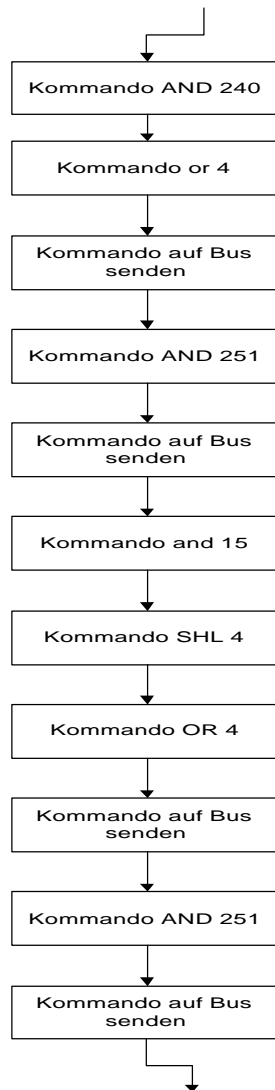 Kommando AND 240
Kommando or 4
Kommando auf Bus
senden
Kommando AND 251
Kommando auf Bus
senden
Kommando and 15
Kommando SHL 4
Kommando OR 4
Kommando auf Bus
senden
Kommando AND 251
Kommando auf Bus
senden